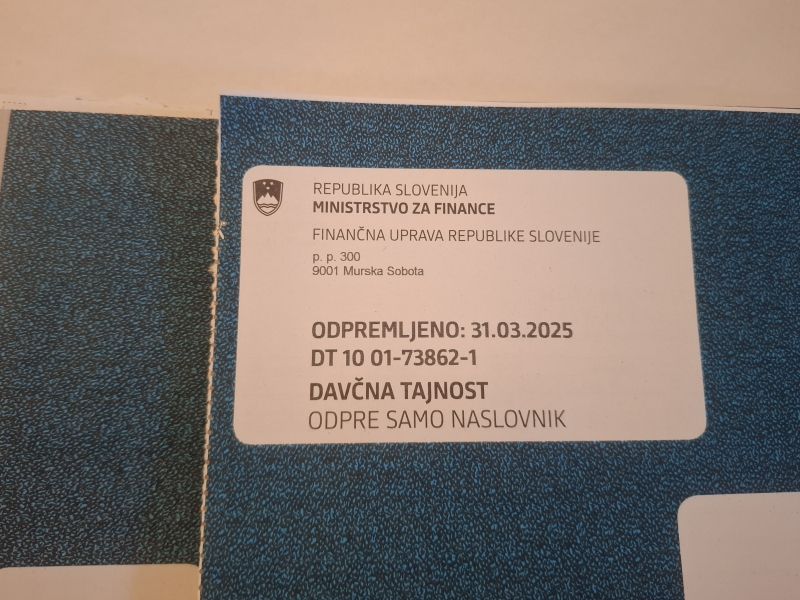 REPUBLIKA SLOVENIJA
MINISTRSTVO ZA FINANCE
FINANČNA UPRAVA REPUBLIKE SLOVENIJE
p. p. 300
9001 Murska Sobota
ODPREMLJENO: 31.03.2025
DT 10 01-73862-1
DAVČNA TAJNOST
ODPRE SAMO NASLOVNIK